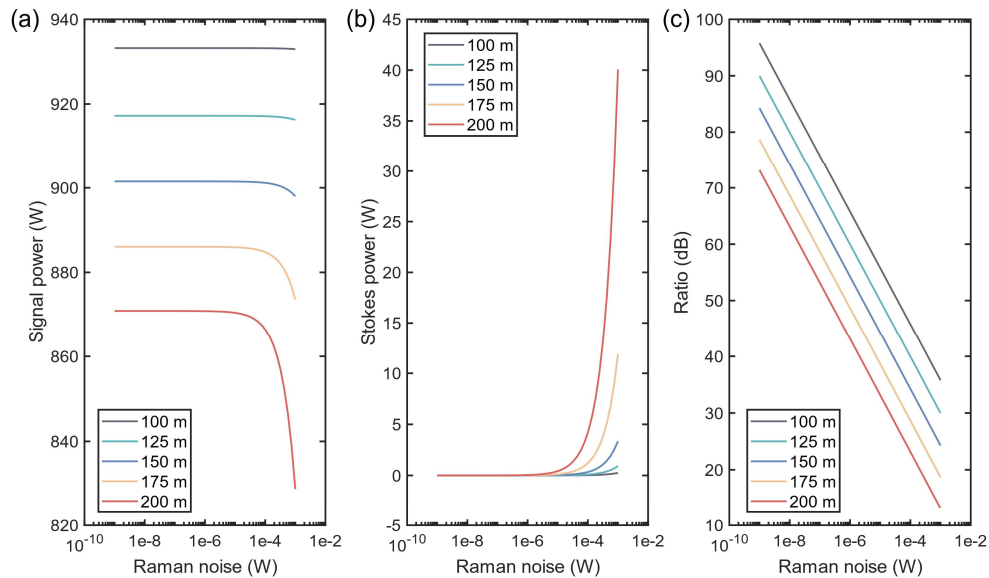 (a)
940
920
900
880
860
840
820
Signal power (W)
100 m
125 m
150 m
175 m
200 m
10-10
1e-8
1e-6
1e-4
1e-2
Raman noise (W)
(b)
45
40
35
30
25
20
15
10
5
0
-5
Stokes power (W)
100 m
125 m
150 m
175 m
200 m
10-10
1e-8
1e-6
1e-4
1e-2
Raman noise (W)
(c)
100
90
80
70
60
50
40
30
20
10
Ratio (dB)
100 m
125 m
150 m
175 m
200 m
10-10
1e-8
1e-6
1e-4
1e-2
Raman noise (W)